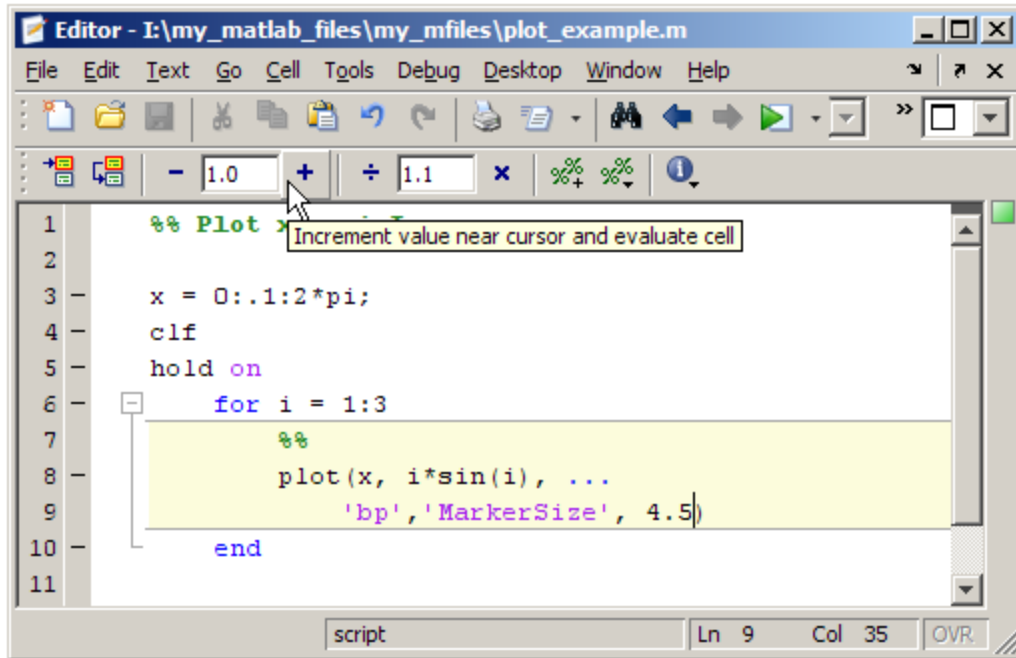 Editor - I:\my_matlab_files\my_mfiles\plot_example.m
File Edit Text Go Cell Tools Debug Desktop Window Help
- 1.0 + ÷ 1.1 × %%+ %%
1 %% Plot
Increment value near cursor and evaluate cell
2
3 - x = 0:.1:2*pi;
4 - clf
5 - hold on
6 - for i = 1:3
7 %%
8 - plot(x, i*sin(i), ...
9 'bp','MarkerSize', 4.5)
10 - end
11
script Ln 9 Col 35 OVR